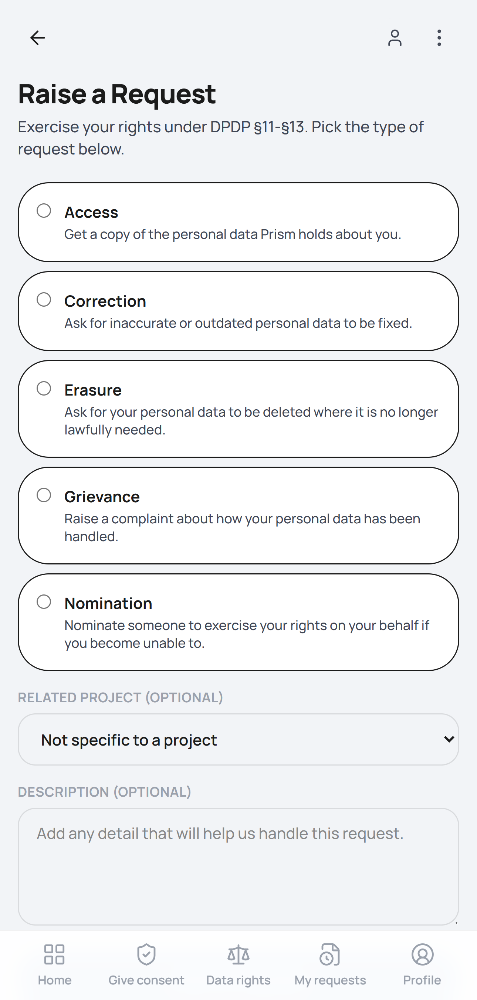 Raise a Request
Exercise your rights under DPDP §11-§13. Pick the type of
request below.
Access
Get a copy of the personal data Prism holds about you.
Correction
Ask for inaccurate or outdated personal data to be fixed.
Erasure
Ask for your personal data to be deleted where it is no longer
lawfully needed.
Grievance
Raise a complaint about how your personal data has been
handled.
Nomination
Nominate someone to exercise your rights on your behalf if
you become unable to.
RELATED PROJECT (OPTIONAL)
Not specific to a project
DESCRIPTION (OPTIONAL)
Add any detail that will help us handle this request.
Home
Give consent
Data rights
My requests
Profile